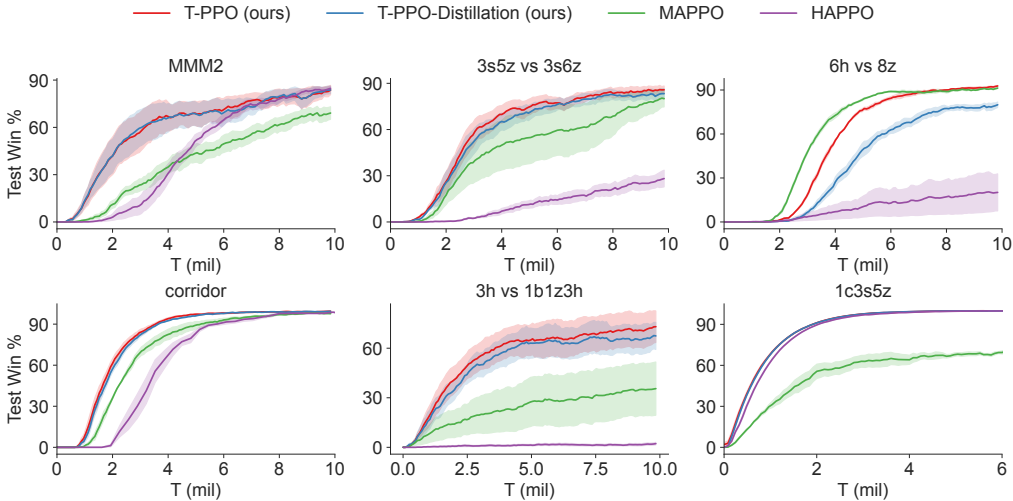 T-PPO (ours) T-PPO-Distillation (ours) MAPPO HAPPO
MMM2 3s5z vs 3s6z 6h vs 8z
Test Win %
90 90 90
60 60 60
30 30 30
0 0 0
0 2 4 6 8 10 0 2 4 6 8 10 0 2 4 6 8 10
T (mil) T (mil) T (mil)
corridor 3h vs 1b1z3h 1c3s5z
Test Win %
90 90
60 60 60
30 30 30
0 0 0
0 2 4 6 8 10 0.0 2.5 5.0 7.5 10.0 0 2 4 6
T (mil) T (mil) T (mil)